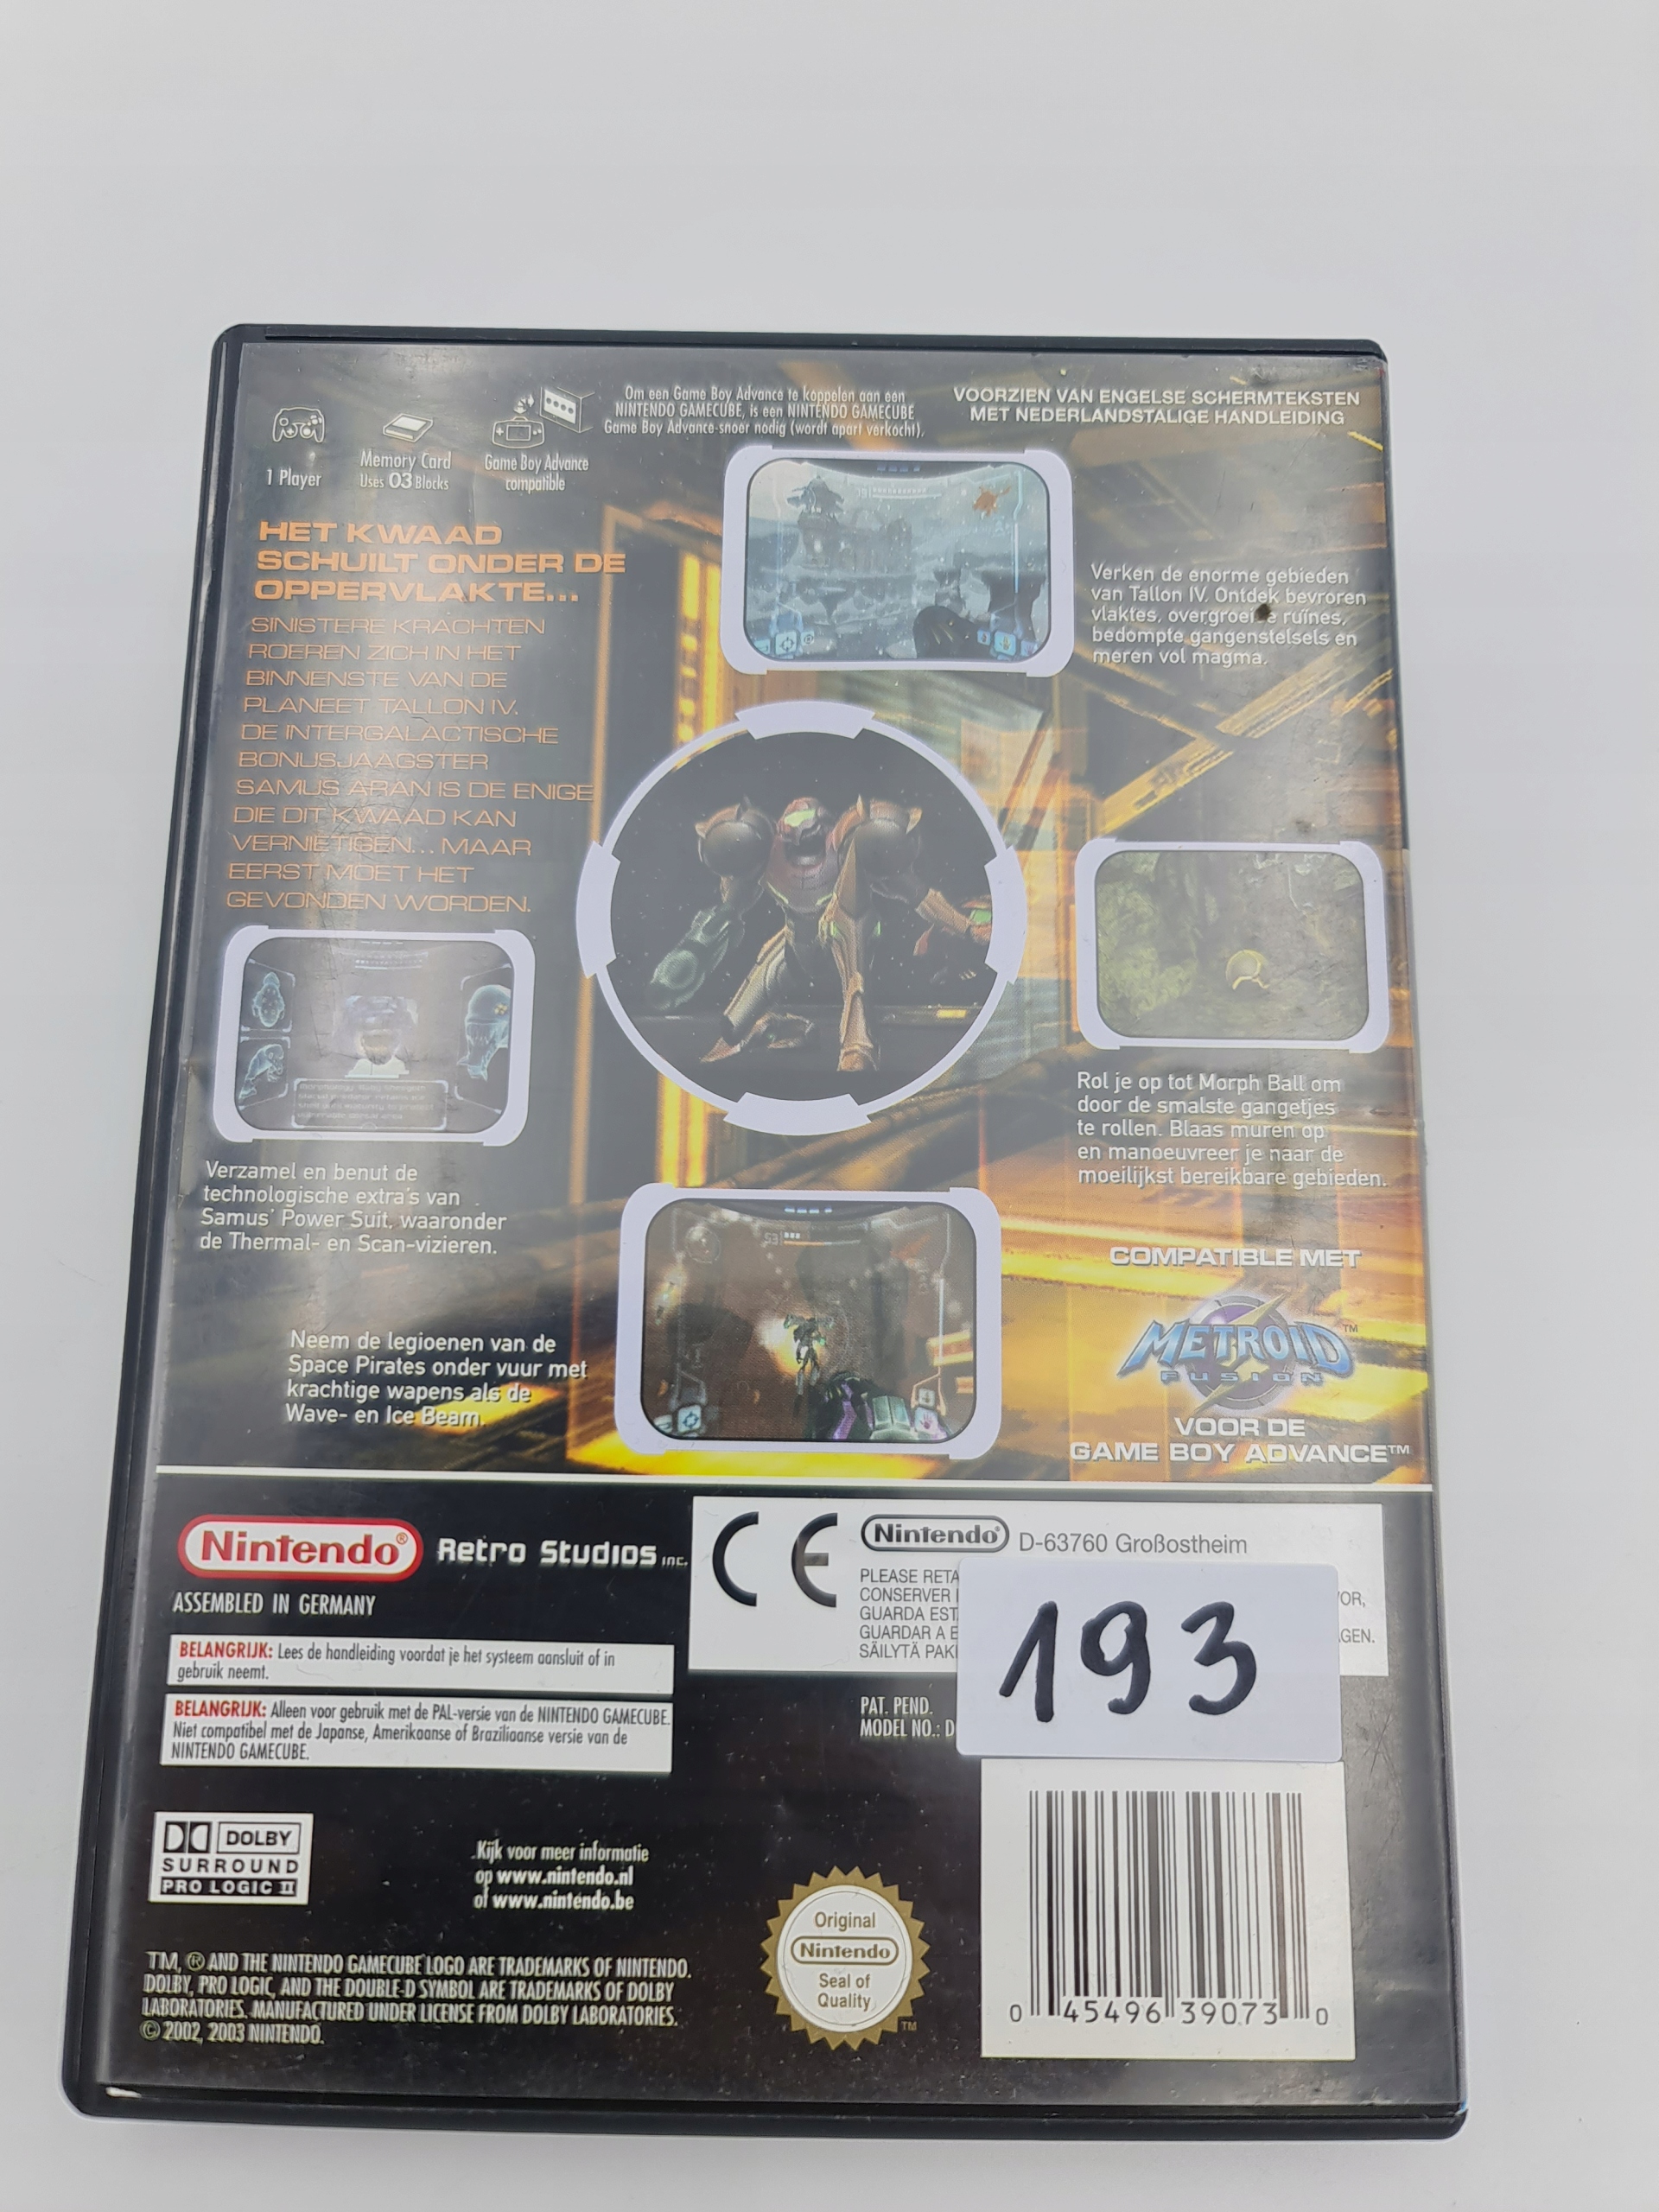 1 Player
Memory Card
Uses 03 Blocks
Game Boy Advance
compatible
Om een Game Boy Advance te koppelen aan een
NINTENDO GAMECUBE, is een NINTENDO GAMECUBE
Game Boy Advance-snoer nodig (wordt apart verkocht).
VOORZIEN VAN ENGELSE SCHERMTEKSTEN
MET NEDERLANDSTALIGE HANDLEIDING
HET KWAAD
SCHUILT ONDER DE
OPPERVLAKTE...
SINISTERE KRACHTEN
ROEREN ZICH IN HET
BINNENSTE VAN DE
PLANEET TALLON IV.
DE INTERGALACTISCHE
BONUSJAAGSTER
SAMUS ARAN IS DE ENIGE
DIE DIT KWAAD KAN
VERNIETIGEN... MAAR
EERST MOET HET
GEVONDEN WORDEN.
Verken de enorme gebieden
van Tallon IV. Ontdek bevroren
vlaktes, overgroeide ruïnes,
bedompte gangenstelsels en
meren vol magma.
Rol je op tot Morph Ball om
door de smalste gangetjes
te rollen. Blaas muren op
en manoeuvreer je naar de
moeilijkst bereikbare gebieden.
Verzamel en benut de
technologische extra's van
Samus' Power Suit, waaronder
de Thermal- en Scan-vizieren.
Neem de legioenen van de
Space Pirates onder vuur met
krachtige wapens als de
Wave- en Ice Beam.
COMPATIBLE MET
METROID™
FUSION
VOOR DE
GAME BOY ADVANCE™
Nintendo® Retro Studios INC.
ASSEMBLED IN GERMANY
BELANGRIJK: Lees de handleiding voordat je het systeem aansluit of in
gebruik neemt.
BELANGRIJK: Alleen voor gebruik met de PAL-versie van de NINTENDO GAMECUBE.
Niet compatibel met de Japanse, Amerikaanse of Braziliaanse versie van de
NINTENDO GAMECUBE.
CE
Nintendo® D-63760 Großostheim
PLEASE RETA
CONSERVER
GUARDA EST
GUARDAR A E
SÄILYTÄ PAK
OR,
GEN.
193
PAT. PEND.
MODEL NO.: D
DOLBY
SURROUND
PRO LOGIC II
Kijk voor meer informatie
op www.nintendo.nl
of www.nintendo.be
TM, ® AND THE NINTENDO GAMECUBE LOGO ARE TRADEMARKS OF NINTENDO.
DOLBY, PRO LOGIC, AND THE DOUBLE-D SYMBOL ARE TRADEMARKS OF DOLBY
LABORATORIES. MANUFACTURED UNDER LICENSE FROM DOLBY LABORATORIES.
© 2002, 2003 NINTENDO.
Original
Nintendo
Seal of
Quality
TM
0 45496 39073 0